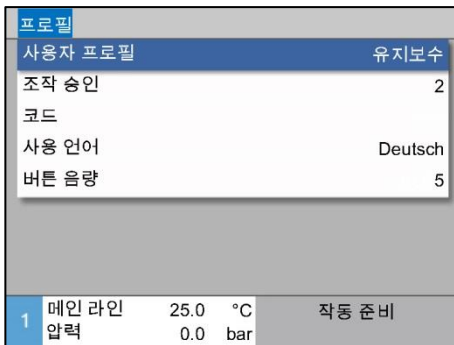 프로필
사용자 프로필 유지보수
조작 승인 2
코드
사용 언어 Deutsch
버튼 음량 5
1 메인 라인 25.0 °C 작동 준비
압력 0.0 bar